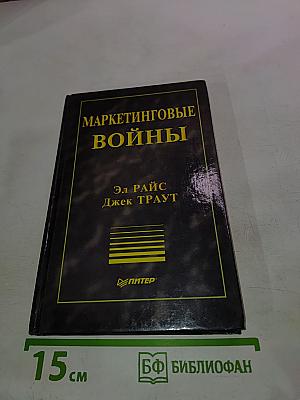 МАРКЕТИНГОВЫЕ
ВОЙНЫ
Эл РАЙС
Джек ТРАУТ
ПИТЕР
15 см
БФ БИБЛИОФАН